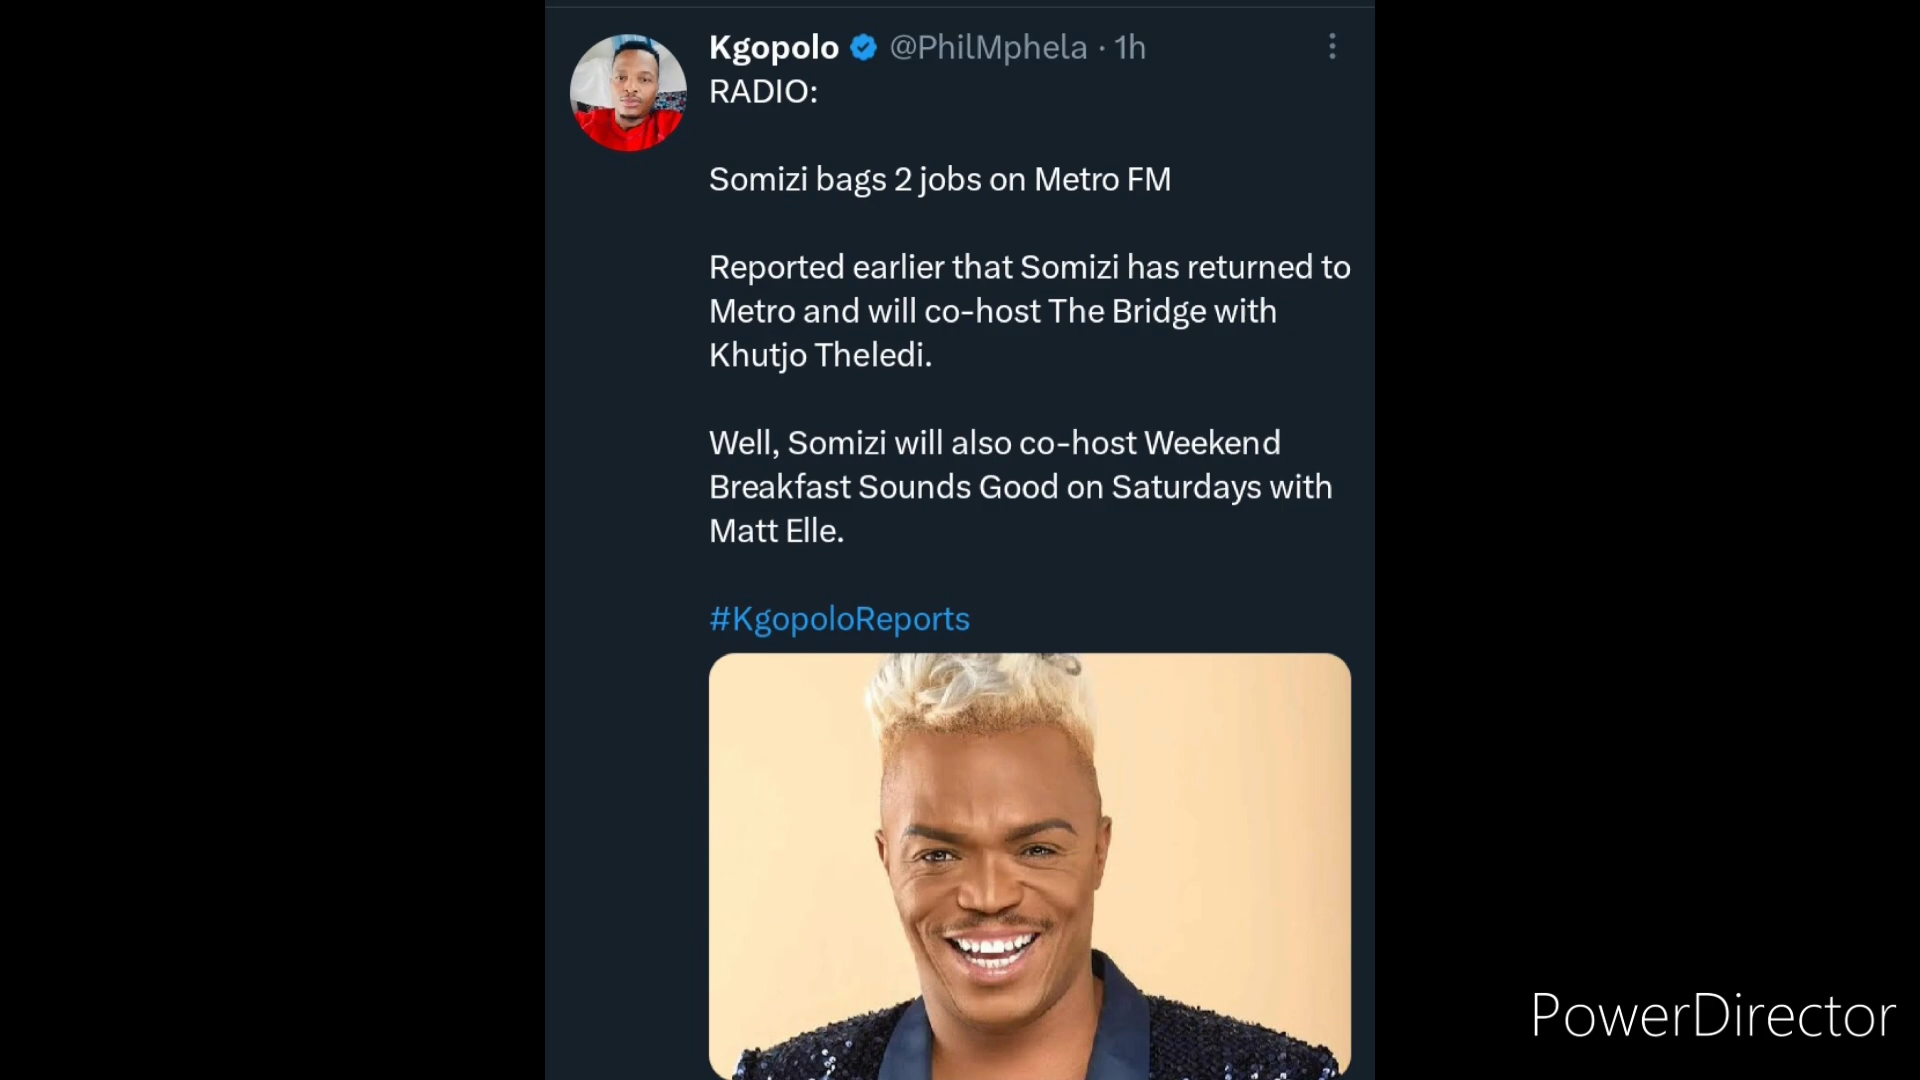 Kgopolo @PhilMphela · 1h
RADIO:
Somizi bags 2 jobs on Metro FM
Reported earlier that Somizi has returned to
Metro and will co-host The Bridge with
Khutjo Theledi.
Well, Somizi will also co-host Weekend
Breakfast Sounds Good on Saturdays with
Matt Elle.
#KgopoloReports
PowerDirector